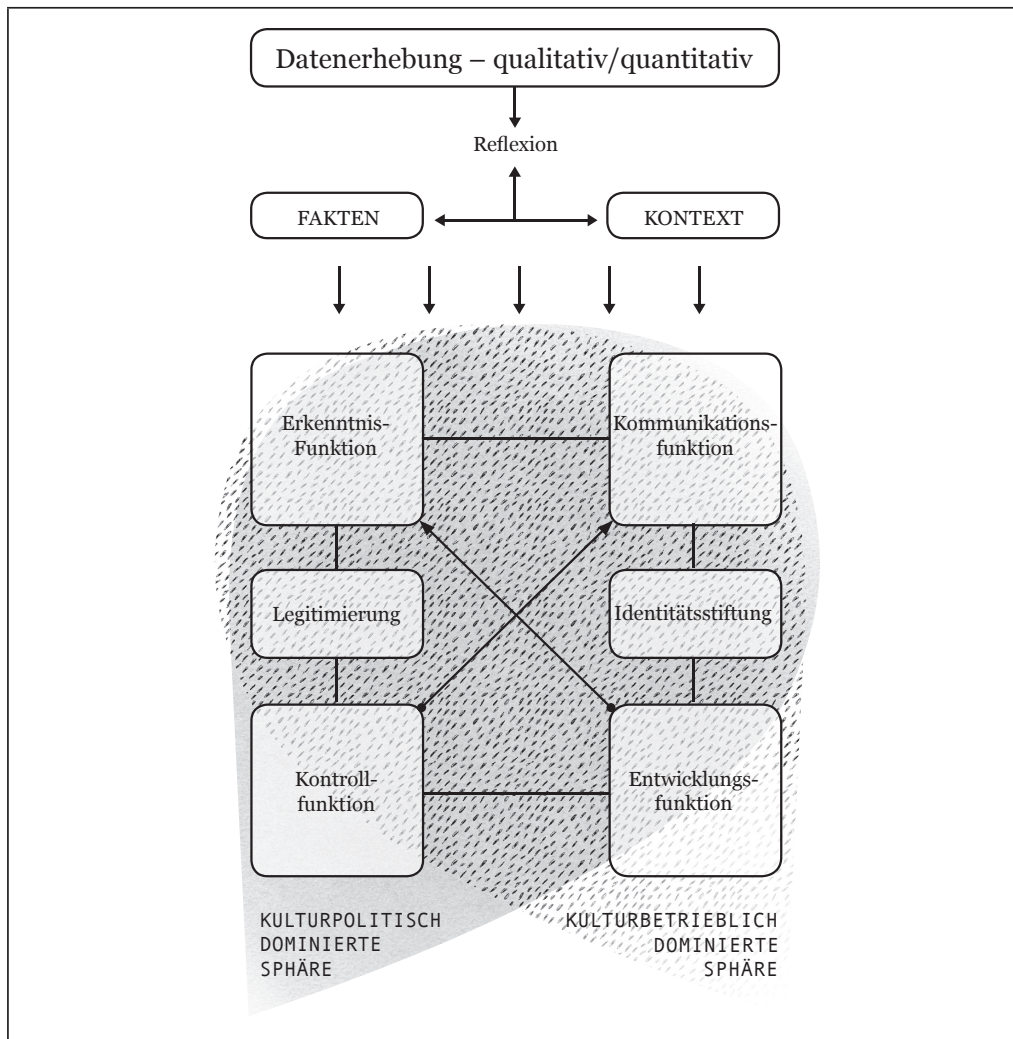 Datenerhebung – qualitativ/quantitativ
Reflexion
FAKTEN
KONTEXT
Erkenntnis-
Funktion
Kommunikations-
funktion
Legitimierung
Identitätsstiftung
Kontroll-
funktion
Entwicklungs-
funktion
KULTURPOLITISCH
DOMINIERTE
SPHÄRE
KULTURBETRIEBLICH
DOMINIERTE
SPHÄRE